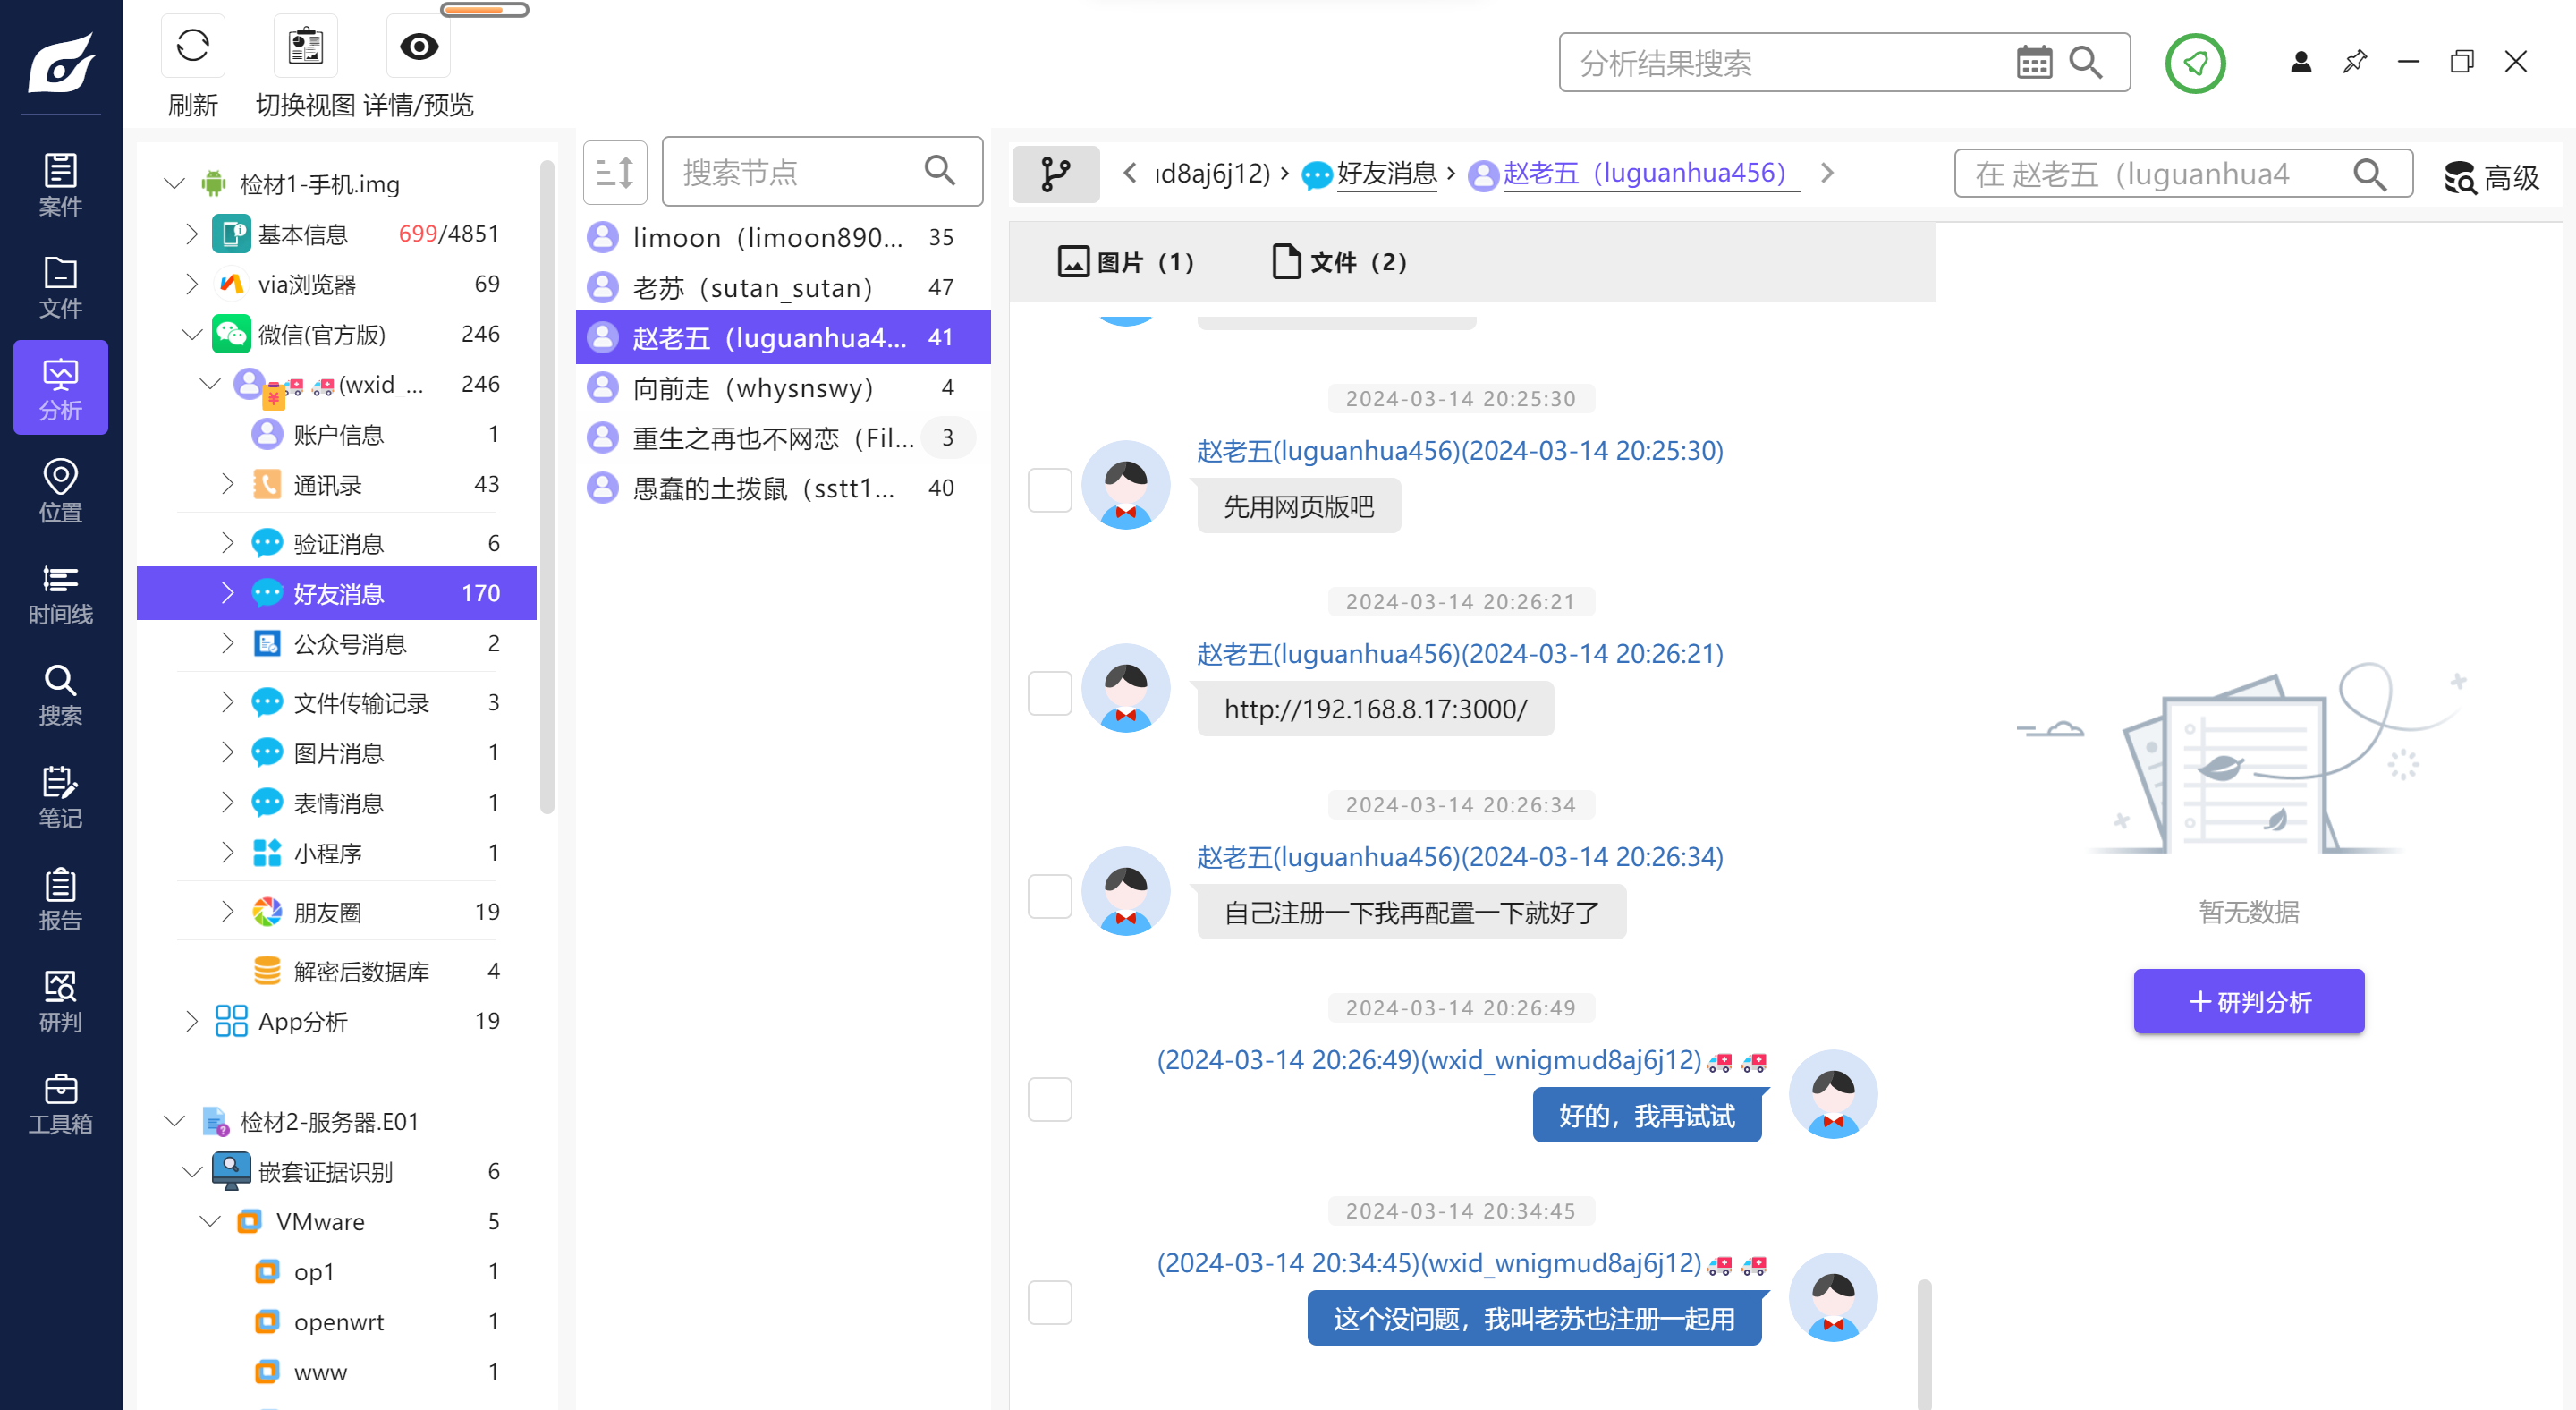 刷新
切换视图
详情/预览
分析结果搜索
案件
文件
分析
位置
时间线
搜索
笔记
报告
研判
工具箱
检材1-手机.img
基本信息 699/4851
via浏览器 69
微信(官方版) 246
(wxid_... 246
账户信息 1
通讯录 43
验证消息 6
好友消息 170
公众号消息 2
文件传输记录 3
图片消息 1
表情消息 1
小程序 1
朋友圈 19
解密后数据库 4
App分析 19
检材2-服务器.E01
嵌套证据识别 6
VMware 5
op1 1
openwrt 1
www 1
搜索节点
limoon（limoon890... 35
老苏（sutan_sutan） 47
赵老五（luguanhua4... 41
向前走（whysnswy） 4
重生之再也不网恋（Fil... 3
愚蠢的土拨鼠（sstt1... 40
d8aj6j12) > 好友消息 > 赵老五（luguanhua456）
在 赵老五（luguanhua4
高级
图片（1）
文件（2）
2024-03-14 20:25:30
赵老五(luguanhua456)(2024-03-14 20:25:30)
先用网页版吧
2024-03-14 20:26:21
赵老五(luguanhua456)(2024-03-14 20:26:21)
http://192.168.8.17:3000/
2024-03-14 20:26:34
赵老五(luguanhua456)(2024-03-14 20:26:34)
自己注册一下我再配置一下就好了
2024-03-14 20:26:49
(2024-03-14 20:26:49)(wxid_wnigmud8aj6j12)
好的，我再试试
2024-03-14 20:34:45
(2024-03-14 20:34:45)(wxid_wnigmud8aj6j12)
这个没问题，我叫老苏也注册一起用
暂无数据
研判分析